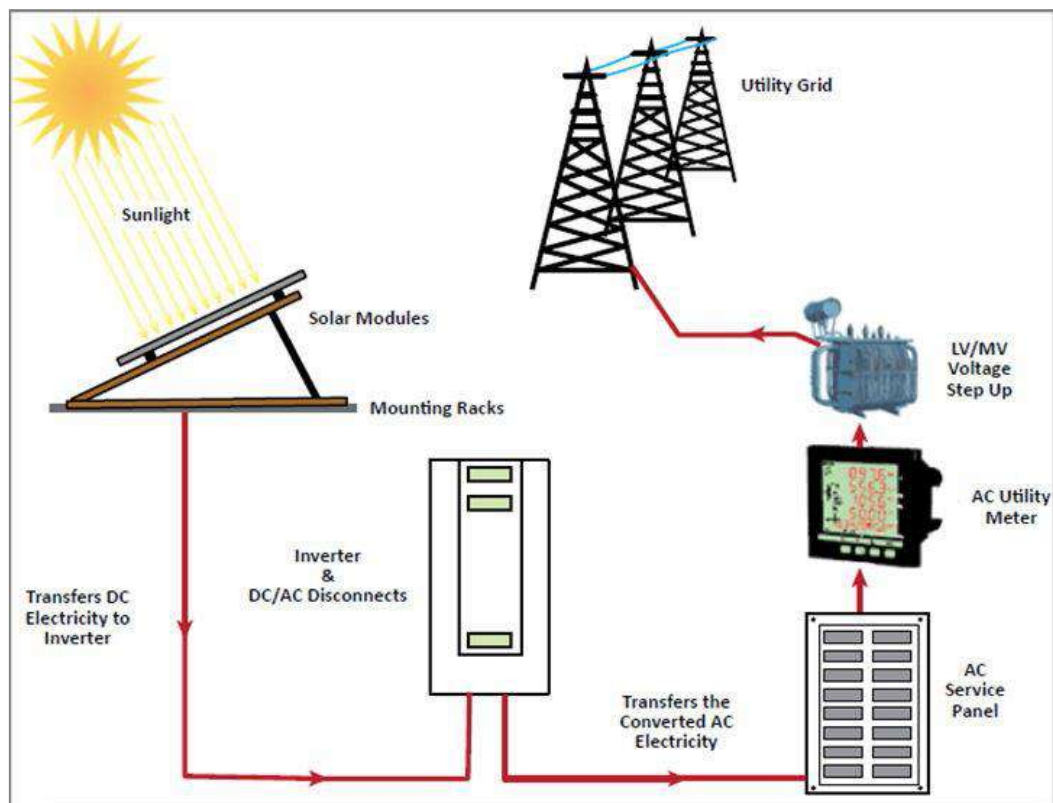 Utility Grid
Sunlight
Solar Modules
Mounting Racks
LV/MV
Voltage
Step Up
AC Utility
Meter
Inverter
&
DC/AC Disconnects
Transfers DC
Electricity to
Inverter
Transfers the
Converted AC
Electricity
AC
Service
Panel